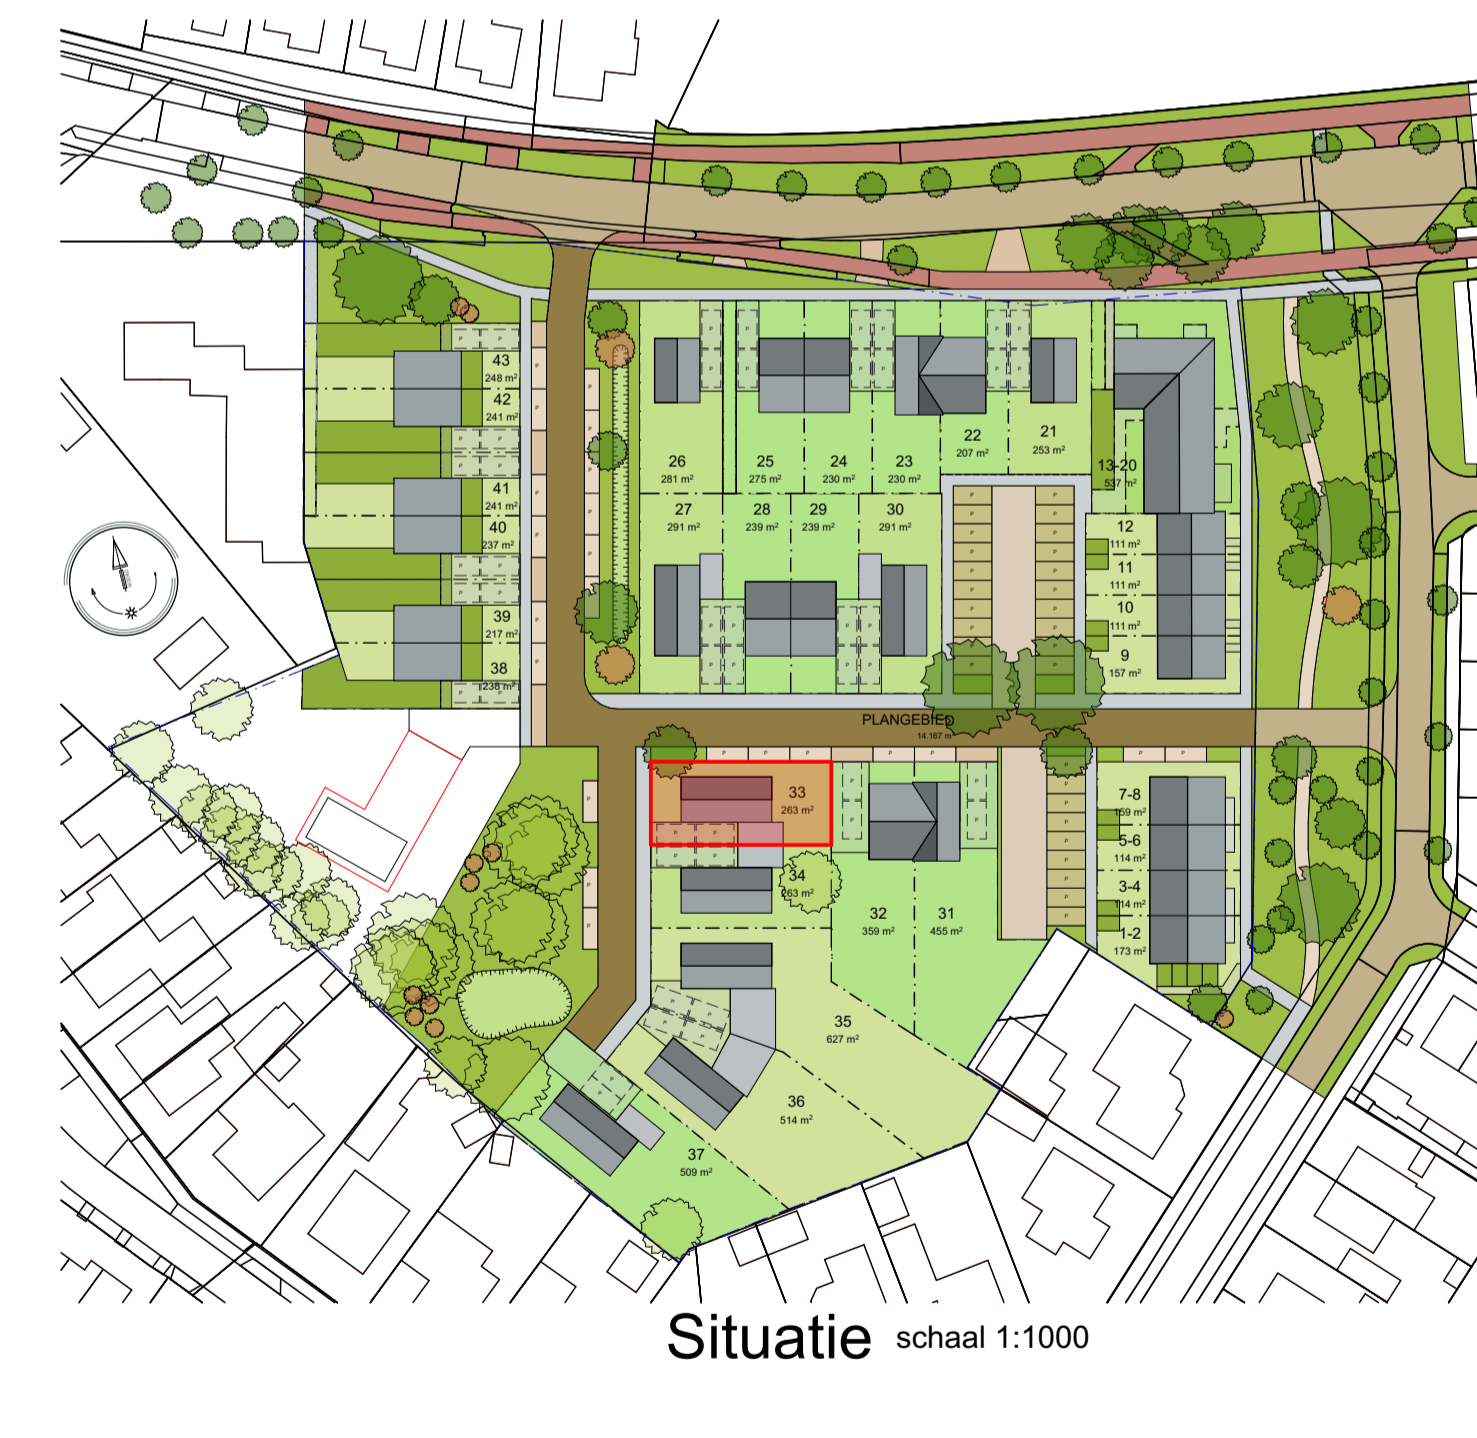 43
248 m²
42
241 m²
41
241 m²
40
237 m²
39
217 m²
38
238 m²
26
281 m²
25
275 m²
24
230 m²
23
230 m²
22
207 m²
21
253 m²
13-20
537 m²
27
291 m²
28
239 m²
29
239 m²
30
291 m²
12
111 m²
11
111 m²
10
111 m²
9
157 m²
PLANGEBIED
14.167 m²
33
263 m²
34
263 m²
32
359 m²
31
455 m²
7-8
159 m²
5-6
114 m²
3-4
114 m²
1-2
173 m²
35
627 m²
36
514 m²
37
509 m²
Situatie schaal 1:1000